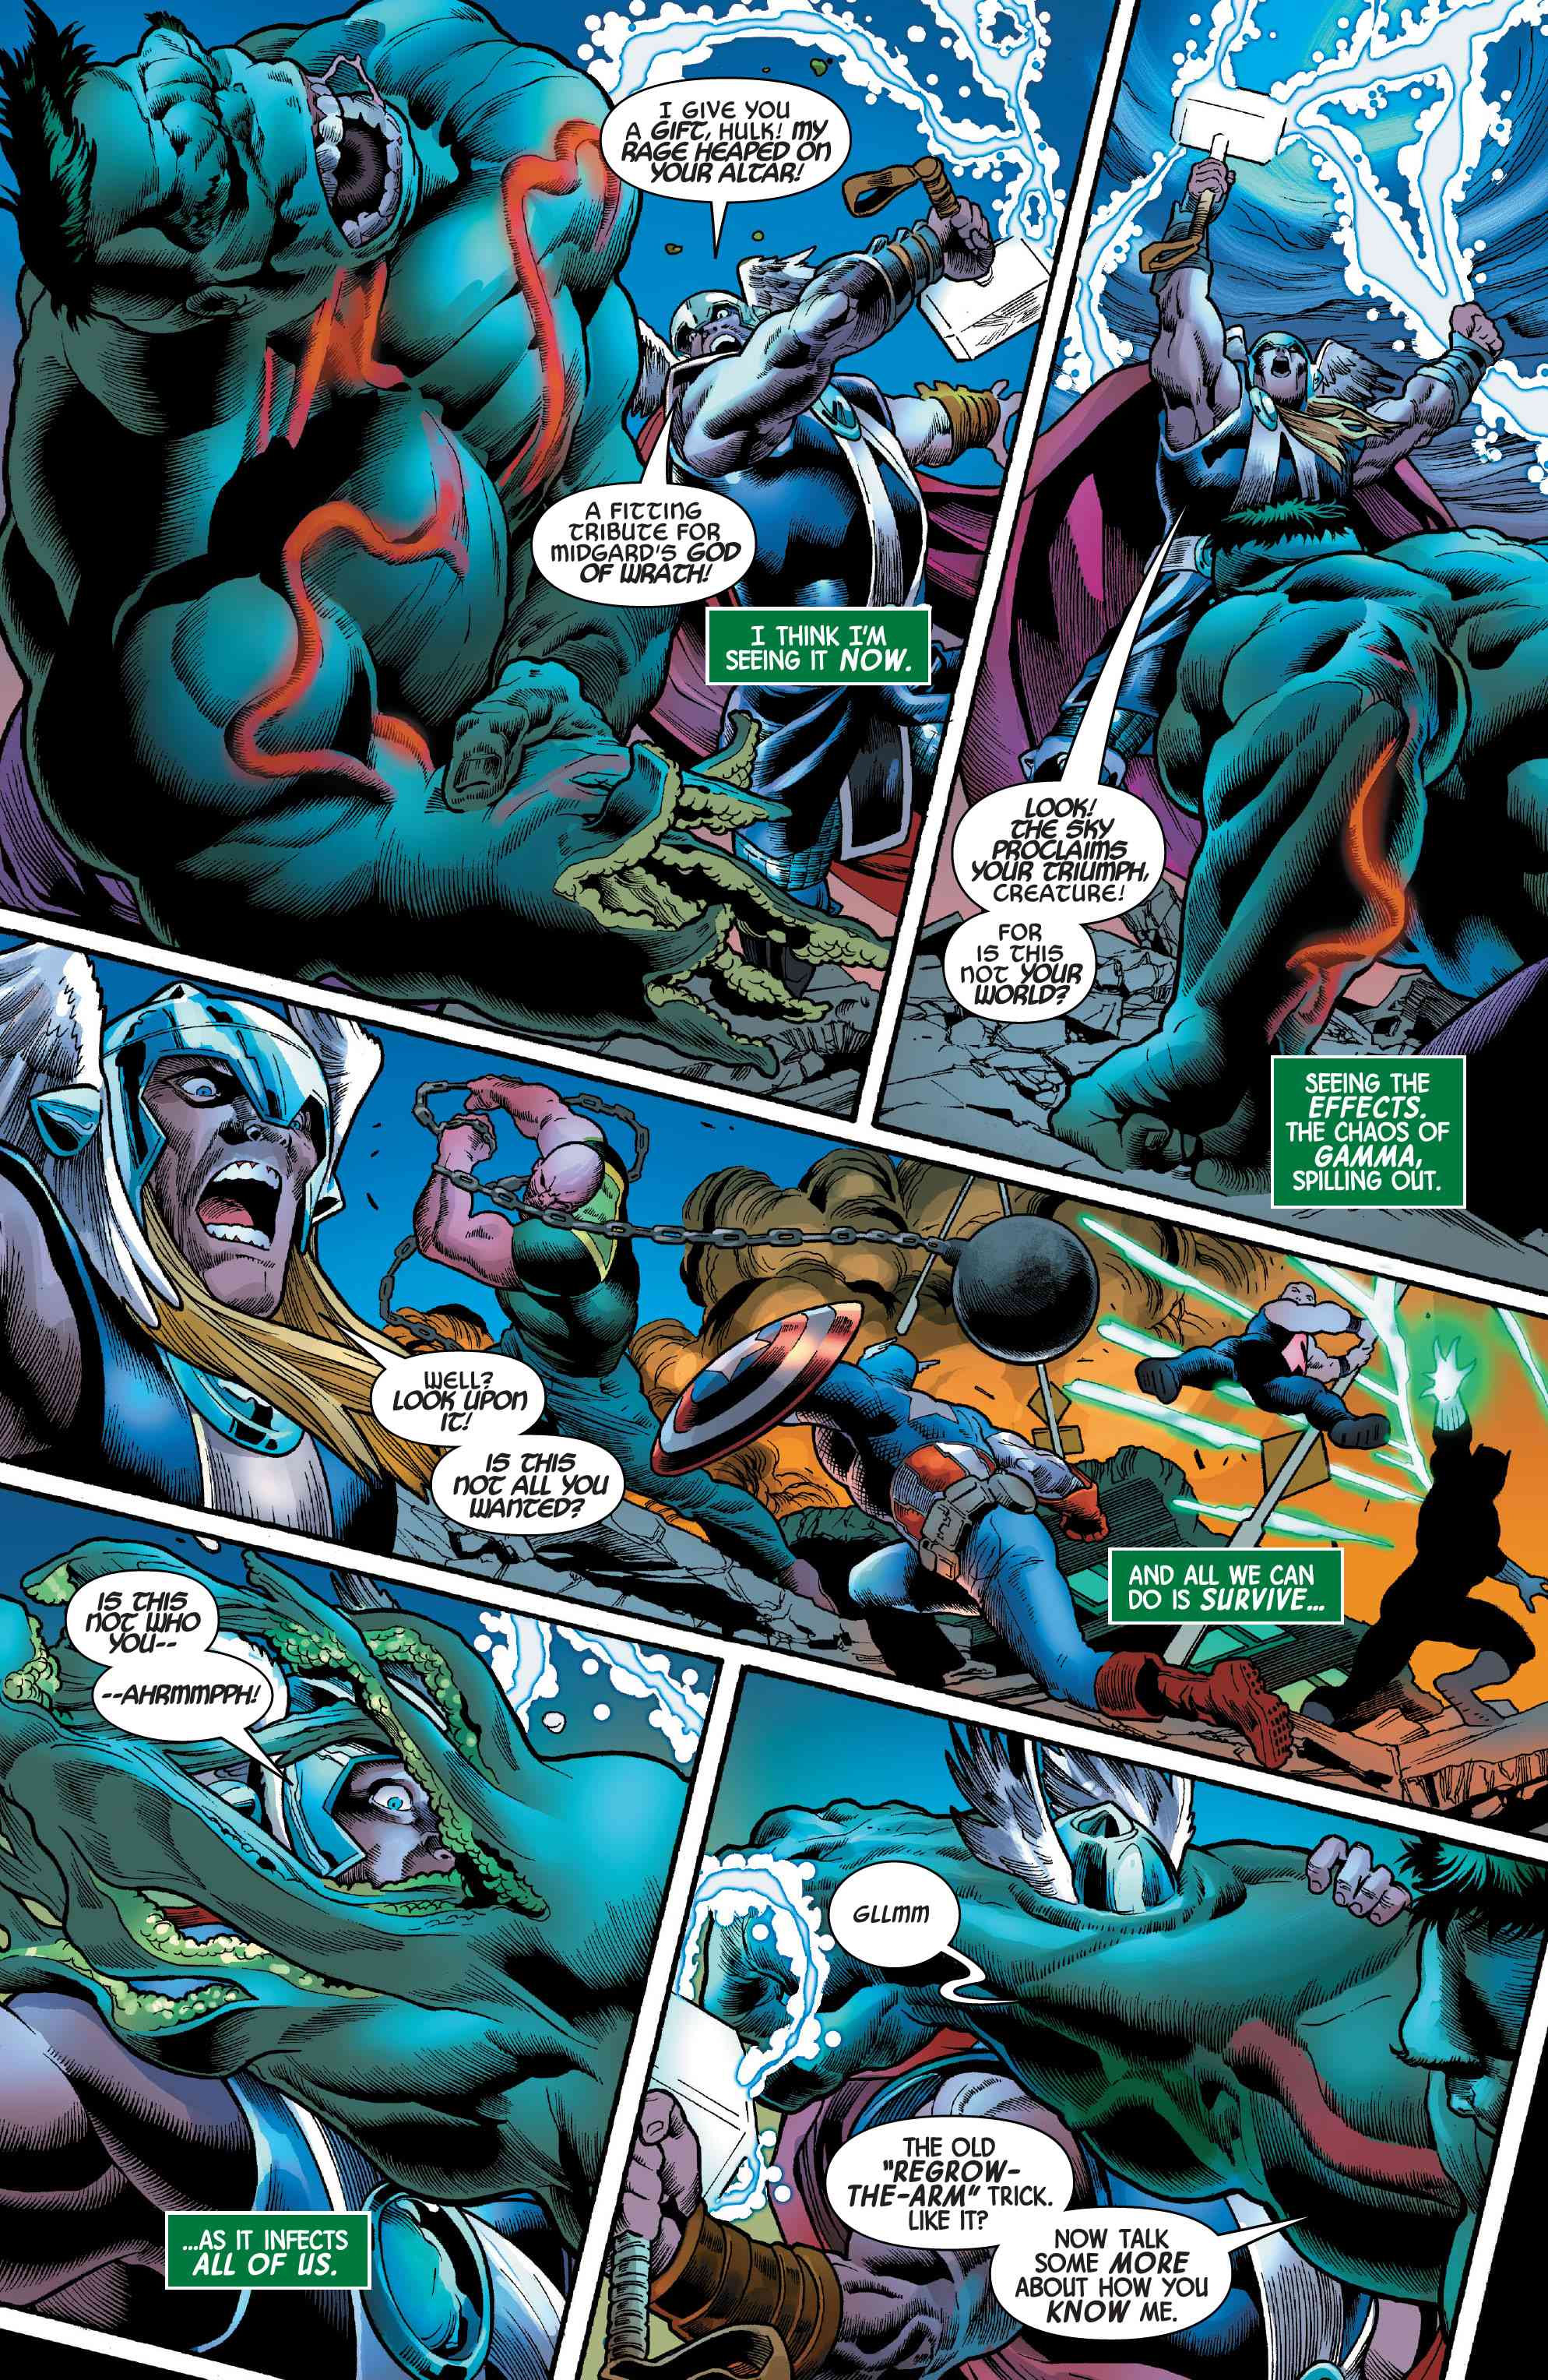 I GIVE YOU
A GIFT, HULK! MY
RAGE HEAPED ON
YOUR ALTAR!
A FITTING
TRIBUTE FOR
MIDGARD'S GOD
OF WRATH!
I THINK I'M
SEEING IT NOW.
LOOK!
THE SKY
PROCLAIMS
YOUR TRIUMPH,
CREATURE!
FOR
IS THIS
NOT YOUR
WORLD?
SEEING THE
EFFECTS.
THE CHAOS OF
GAMMA,
SPILLING OUT.
WELL?
LOOK UPON
IT!
IS THIS
NOT ALL YOU
WANTED?
AND ALL WE CAN
DO IS SURVIVE...
IS THIS
NOT WHO
YOU--
--AHRMMMPPH!
...AS IT INFECTS
ALL OF US.
GLLMM
THE OLD
"REGROW-
THE-ARM" TRICK.
LIKE IT?
NOW TALK
SOME MORE
ABOUT HOW YOU
KNOW ME.